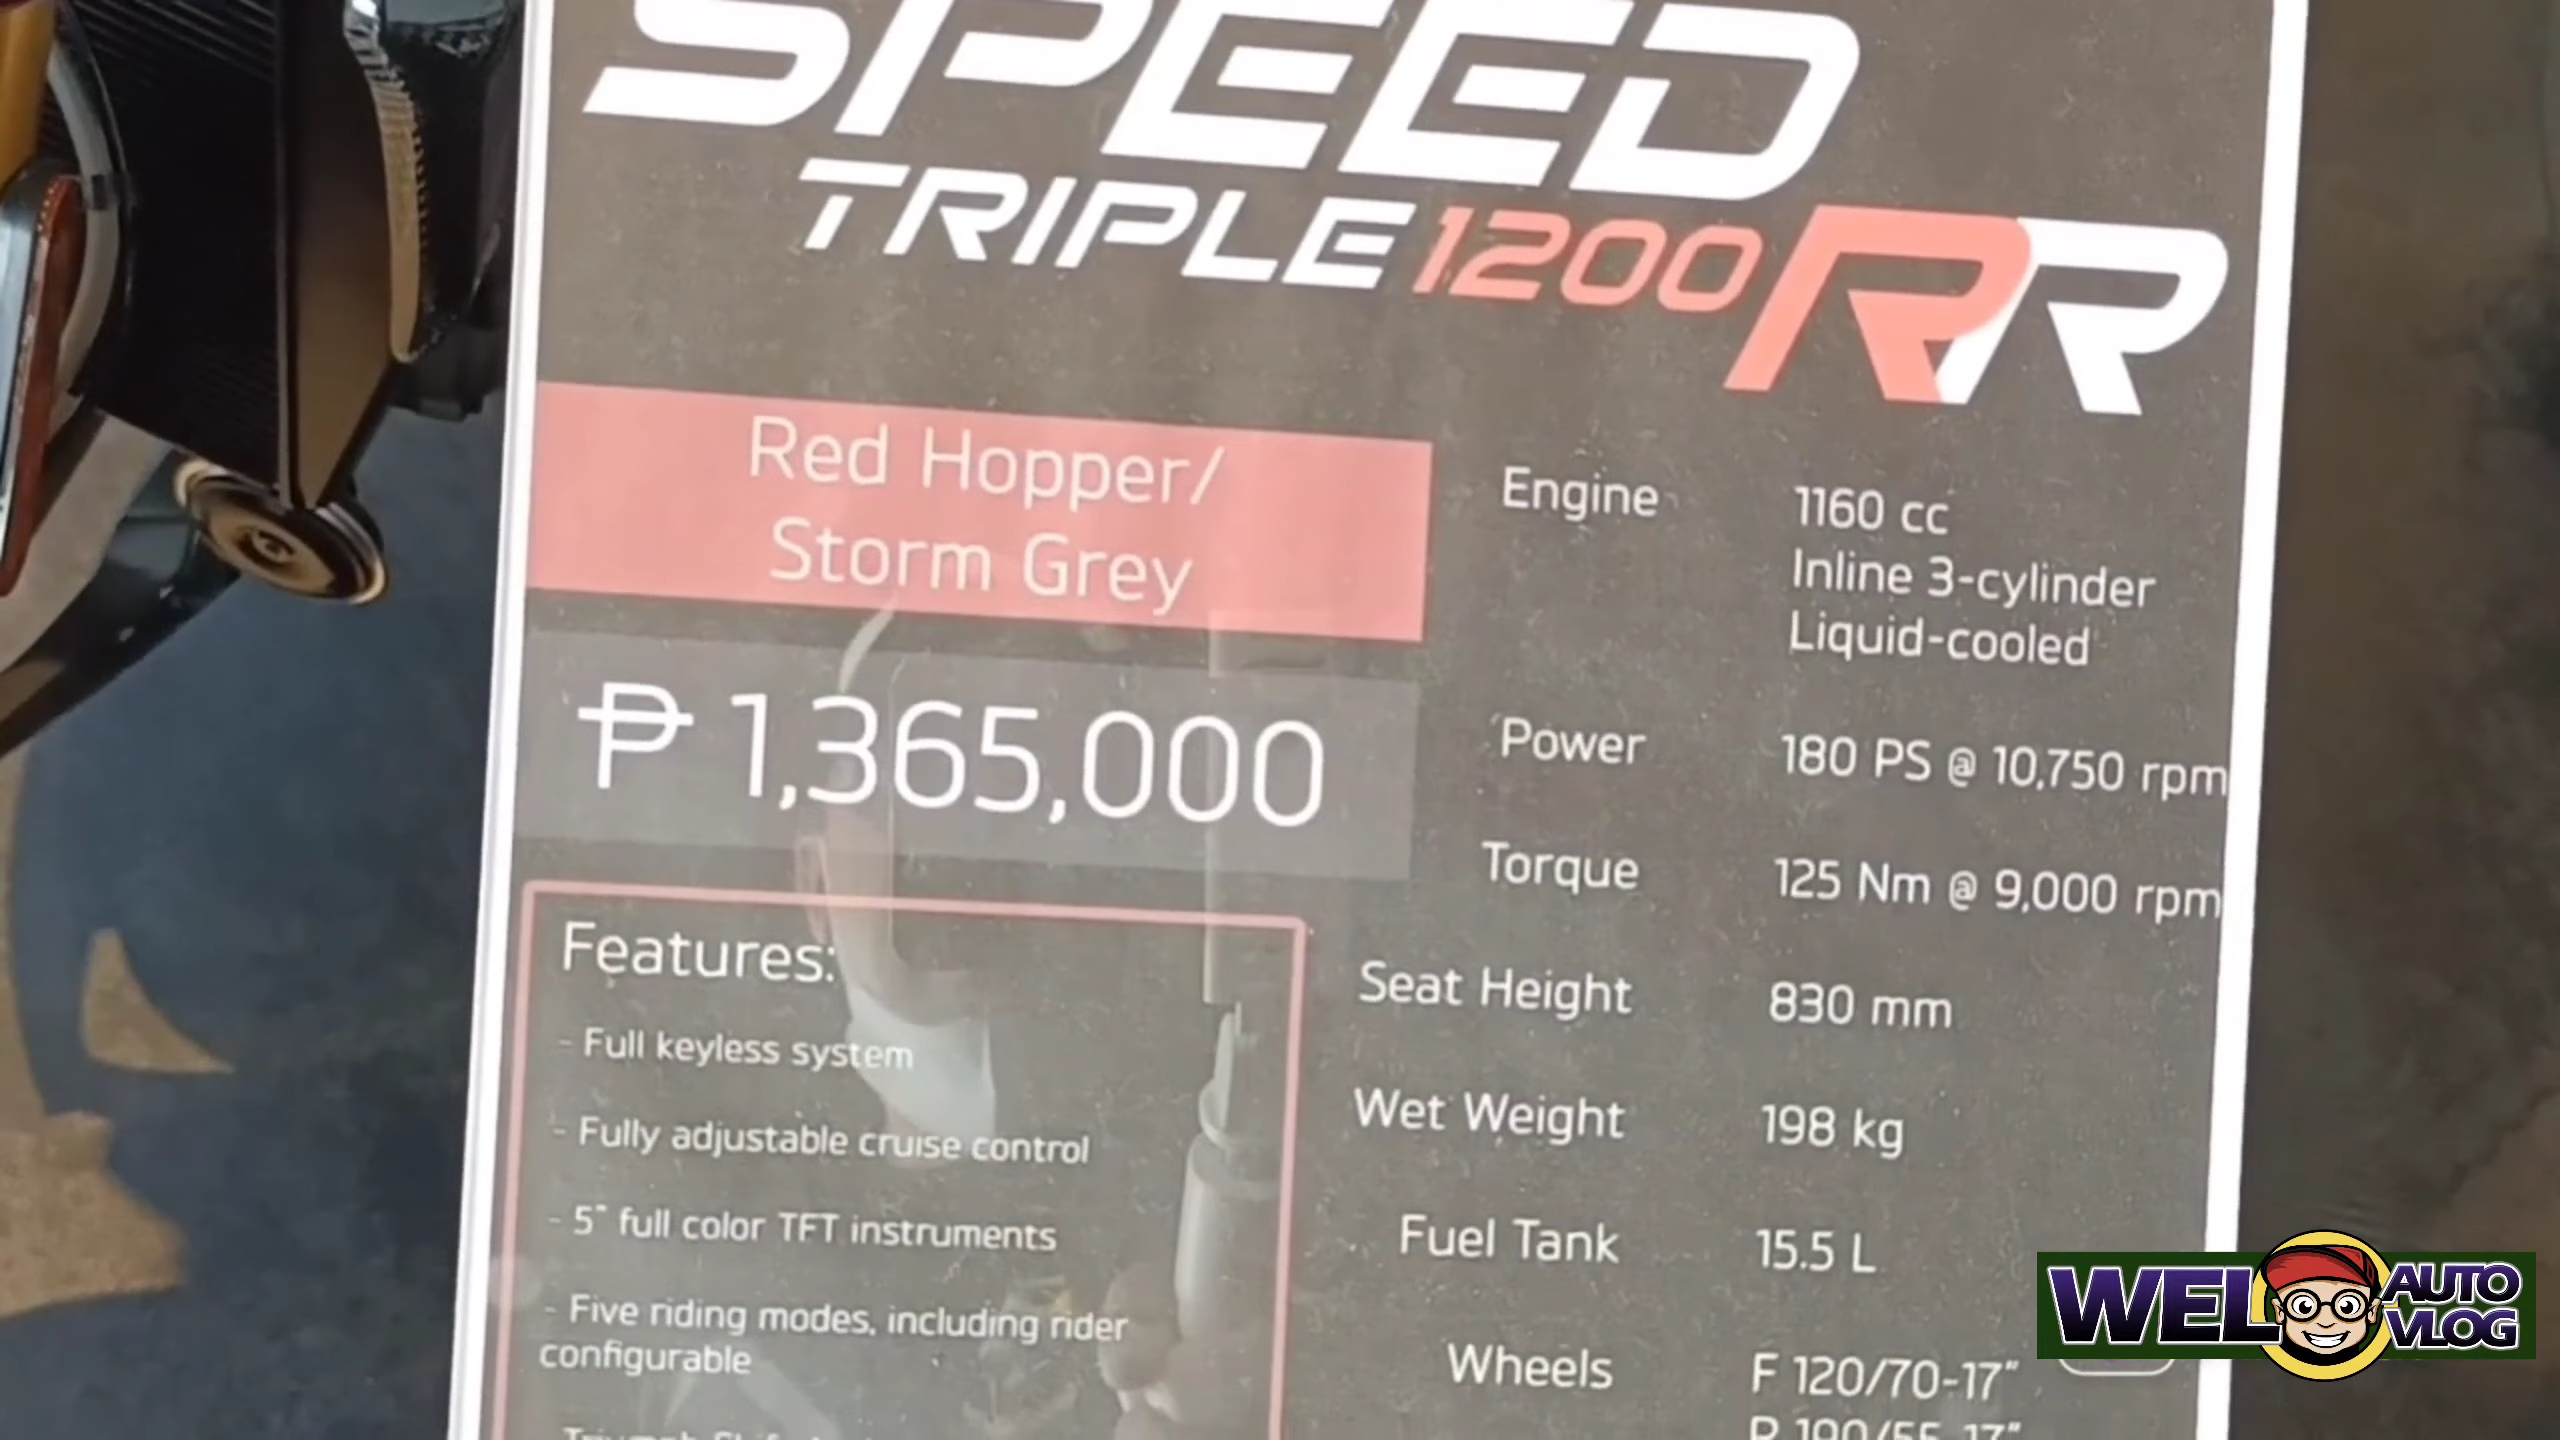 SPEED
TRIPLE 1200 RR
Red Hopper/
Storm Grey
₱ 1,365,000
Features:
- Full keyless system
- Fully adjustable cruise control
- 5" full color TFT instruments
- Five riding modes, including rider
configurable
Engine 1160 cc
Inline 3-cylinder
Liquid-cooled
Power 180 PS @ 10,750 rpm
Torque 125 Nm @ 9,000 rpm
Seat Height 830 mm
Wet Weight 198 kg
Fuel Tank 15.5 L
Wheels F 120/70-17"
R 190/55-17"
WEL AUTO
VLOG